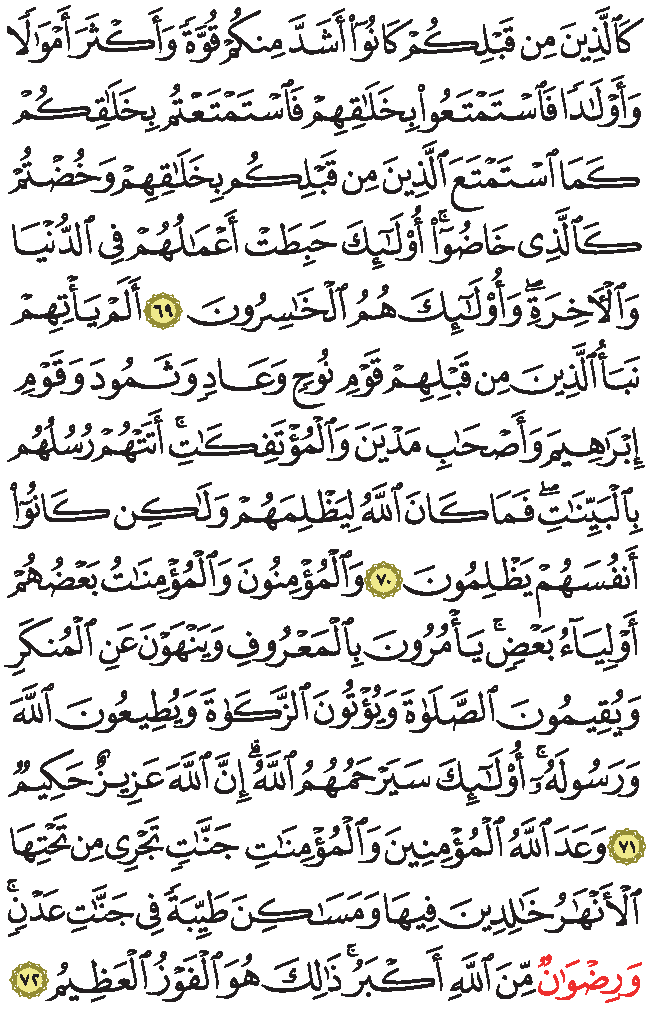 كَٱلَّذِينَ مِن قَبۡلِكُمۡ كَانُوٓاْ أَشَدَّ مِنكُمۡ قُوَّةٗ وَأَكۡثَرَ أَمۡوَٰلٗا
وَأَوۡلَٰدٗا فَٱسۡتَمۡتَعُواْ بِخَلَٰقِهِمۡ فَٱسۡتَمۡتَعۡتُم بِخَلَٰقِكُمۡ
كَمَا ٱسۡتَمۡتَعَ ٱلَّذِينَ مِن قَبۡلِكُم بِخَلَٰقِهِمۡ وَخُضۡتُمۡ
كَٱلَّذِي خَاضُوٓاْۚ أُوْلَٰٓئِكَ حَبِطَتۡ أَعۡمَٰلُهُمۡ فِي ٱلدُّنۡيَا
وَٱلۡأٓخِرَةِۖ وَأُوْلَٰٓئِكَ هُمُ ٱلۡخَٰسِرُونَ ٦٩ أَلَمۡ يَأۡتِهِمۡ
نَبَأُ ٱلَّذِينَ مِن قَبۡلِهِمۡ قَوۡمِ نُوحٖ وَعَادٖ وَثَمُودَ وَقَوۡمِ
إِبۡرَٰهِيمَ وَأَصۡحَٰبِ مَدۡيَنَ وَٱلۡمُؤۡتَفِكَٰتِۚ أَتَتۡهُمۡ رُسُلُهُم
بِٱلۡبَيِّنَٰتِۖ فَمَا كَانَ ٱللَّهُ لِيَظۡلِمَهُمۡ وَلَٰكِن كَانُوٓاْ
أَنفُسَهُمۡ يَظۡلِمُونَ ٧٠ وَٱلۡمُؤۡمِنُونَ وَٱلۡمُؤۡمِنَٰتُ بَعۡضُهُمۡ
أَوۡلِيَآءُ بَعۡضٖۚ يَأۡمُرُونَ بِٱلۡمَعۡرُوفِ وَيَنۡهَوۡنَ عَنِ ٱلۡمُنكَرِ
وَيُقِيمُونَ ٱلصَّلَوٰةَ وَيُؤۡتُونَ ٱلزَّكَوٰةَ وَيُطِيعُونَ ٱللَّهَ
وَرَسُولَهُۥٓۚ أُوْلَٰٓئِكَ سَيَرۡحَمُهُمُ ٱللَّهُۗ إِنَّ ٱللَّهَ عَزِيزٌ حَكِيمٞ
٧١ وَعَدَ ٱللَّهُ ٱلۡمُؤۡمِنِينَ وَٱلۡمُؤۡمِنَٰتِ جَنَّٰتٖ تَجۡرِي مِن تَحۡتِهَا
ٱلۡأَنۡهَٰرُ خَٰلِدِينَ فِيهَا وَمَسَٰكِنَ طَيِّبَةٗ فِي جَنَّٰتِ عَدۡنٖۚ
وَرِضۡوَٰنٞ مِّنَ ٱللَّهِ أَكۡبَرُۚ ذَٰلِكَ هُوَ ٱلۡفَوۡزُ ٱلۡعَظِيمُ ٧٢